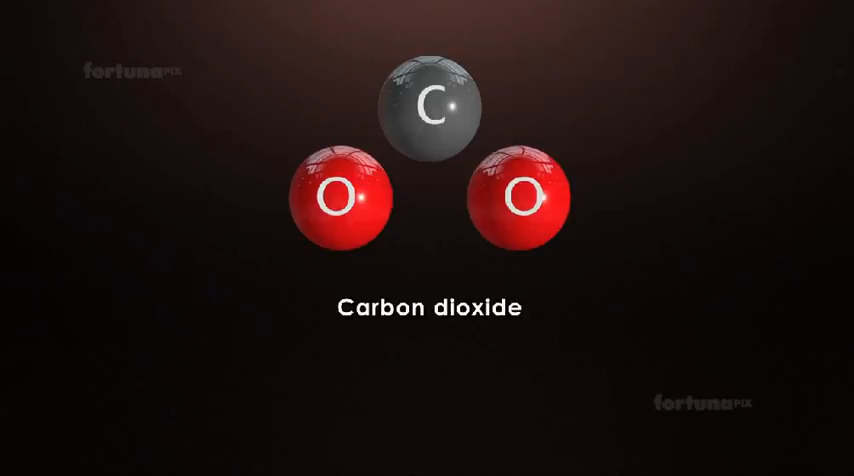 fortunaPIX
C
O O
Carbon dioxide
fortunaPIX